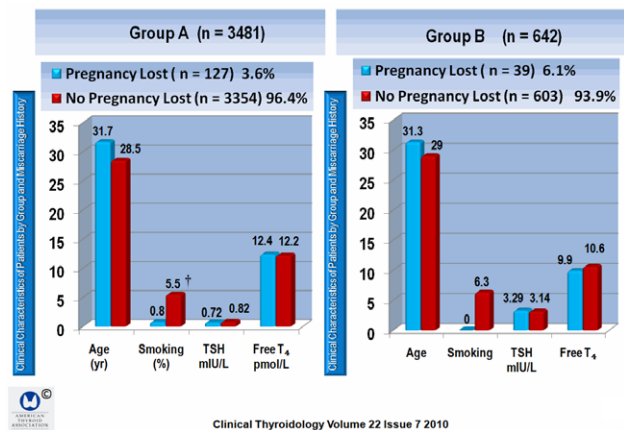 Group A (n = 3481)
Pregnancy Lost ( n = 127) 3.6%
No Pregnancy Lost (n = 3354) 96.4%
Clinical Characteristics of Patients by Group and Miscarriage History
35
30
25
20
15
10
5
0
31.7
28.5
0.8
5.5 †
0.72
0.82
12.4
12.2
Age
(yr)
Smoking
(%)
TSH
mIU/L
Free T₄
pmol/L
Group B (n = 642)
Pregnancy Lost ( n = 39) 6.1%
No Pregnancy Lost (n = 603) 93.9%
Clinical Characteristics of Patients by Group and Miscarriage History
35
30
25
20
15
10
5
0
31.3
29
0
6.3
3.29
3.14
9.9
10.6
Age
Smoking
TSH
mIU/L
Free T₄
©
AMERICAN
THYROID
ASSOCIATION
Clinical Thyroidology Volume 22 Issue 7 2010